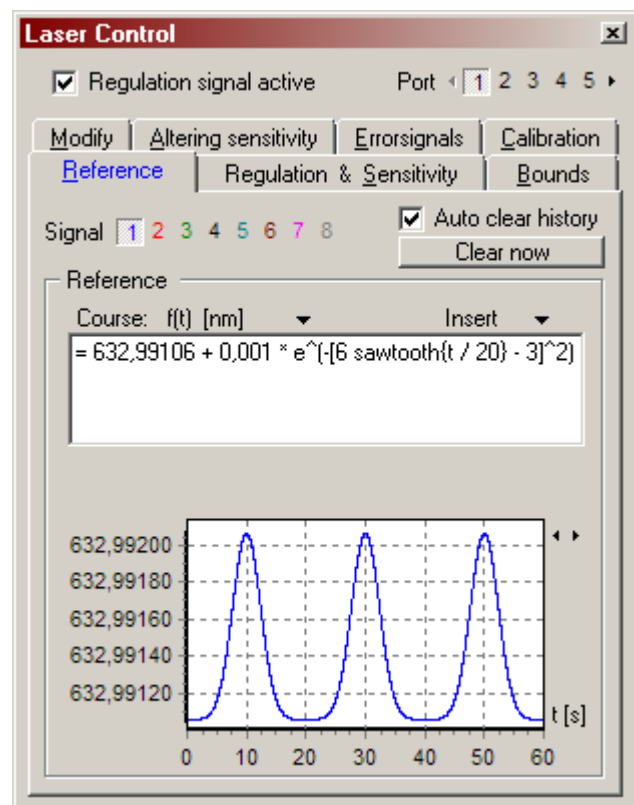 Laser Control
Regulation signal active Port 1 2 3 4 5
Modify Altering sensitivity Errorsignals Calibration
Reference Regulation & Sensitivity Bounds
Signal 1 2 3 4 5 6 7 8 Auto clear history
Clear now
Reference
Course: f(t) [nm] Insert
= 632,99106 + 0,001 * e^(-[6 sawtooth{t / 20} - 3]^2)
632,99200
632,99180
632,99160
632,99140
632,99120
t [s]
0 10 20 30 40 50 60